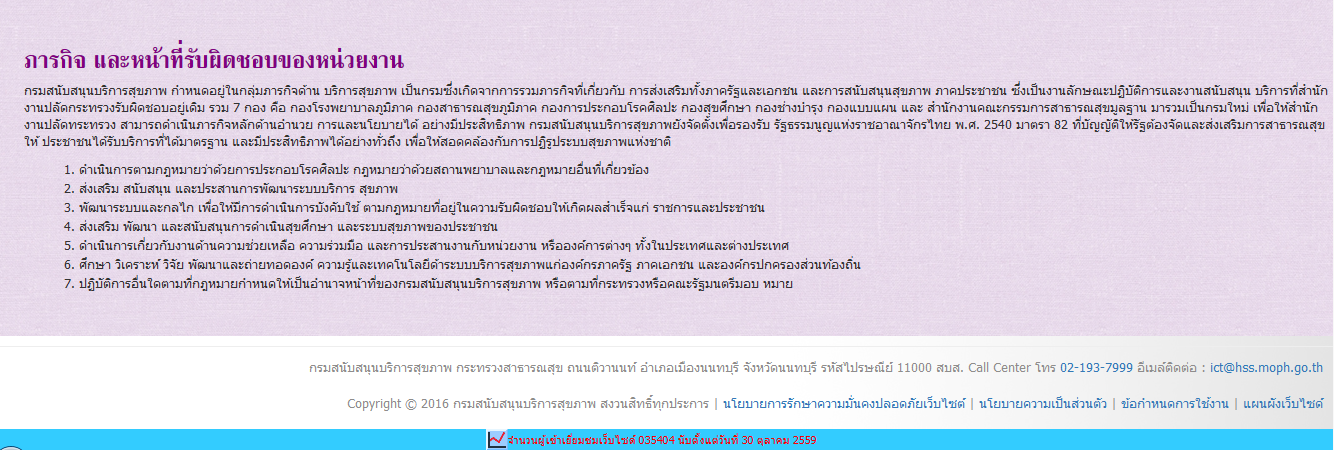 ภารกิจ และหน้าที่รับผิดชอบของหน่วยงาน
กรมสนับสนุนบริการสุขภาพ กำหนดอยู่ในกลุ่มภารกิจด้าน บริการสุขภาพ เป็นกรมซึ่งเกิดจากการรวมภารกิจที่เกี่ยวกับ การส่งเสริมทั้งภาครัฐและเอกชน และการสนับสนุนสุขภาพ ภาคประชาชน ซึ่งเป็นงานลักษณะปฏิบัติการและงานสนับสนุน บริการที่สำนัก
งานปลัดกระทรวงรับผิดชอบอยู่เดิม รวม 7 กอง คือ กองโรงพยาบาลภูมิภาค กองสาธารณสุขภูมิภาค กองการประกอบโรคศิลปะ กองสุขศึกษา กองช่างบำรุง กองแบบแผน และ สำนักงานคณะกรรมการสาธารณสุขมูลฐาน มารวมเป็นกรมใหม่ เพื่อให้สำนัก
งานปลัดทระทรวง สามารถดำเนินภารกิจหลักด้านอำนวย การและนโยบายได้ อย่างมีประสิทธิภาพ กรมสนับสนุนบริการสุขภาพยังจัดตั้งเพื่อรองรับ รัฐธรรมนูญแห่งราชอาณาจักรไทย พ.ศ. 2540 มาตรา 82 ที่บัญญัติให้รัฐต้องจัดและส่งเสริมการสาธารณสุข
ให้ ประชาชนได้รับบริการที่ได้มาตรฐาน และมีประสิทธิภาพได้อย่างทั่วถึง เพื่อให้สอดคล้องกับการปฏิรูประบบสุขภาพแห่งชาติ
1. ดำเนินการตามกฎหมายว่าด้วยการประกอบโรคศิลปะ กฎหมายว่าด้วยสถานพยาบาลและกฎหมายอื่นที่เกี่ยวข้อง
2. ส่งเสริม สนับสนุน และประสานการพัฒนาระบบบริการ สุขภาพ
3. พัฒนาระบบและกลไก เพื่อให้มีการดำเนินการบังคับใช้ ตามกฎหมายที่อยู่ในความรับผิดชอบให้เกิดผลสำเร็จแก่ ราชการและประชาชน
4. ส่งเสริม พัฒนา และสนับสนุนการดำเนินสุขศึกษา และระบบสุขภาพของประชาชน
5. ดำเนินการเกี่ยวกับงานด้านความช่วยเหลือ ความร่วมมือ และการประสานงานกับหน่วยงาน หรือองค์การต่างๆ ทั้งในประเทศและต่างประเทศ
6. ศึกษา วิเคราะห์ วิจัย พัฒนาและถ่ายทอดองค์ ความรู้และเทคโนโลยีด้าระบบบริการสุขภาพแก่องค์กรภาครัฐ ภาคเอกชน และองค์กรปกครองส่วนท้องถิ่น
7. ปฏิบัติการอื่นใดตามที่กฎหมายกำหนดให้เป็นอำนาจหน้าที่ของกรมสนับสนุนบริการสุขภาพ หรือตามที่กระทรวงหรือคณะรัฐมนตรีมอบ หมาย
กรมสนับสนุนบริการสุขภาพ กระทรวงสาธารณสุข ถนนติวานนท์ อำเภอเมืองนนทบุรี จังหวัดนนทบุรี รหัสไปรษณีย์ 11000 สบส. Call Center โทร 02-193-7999 อีเมล์ติดต่อ : ict@hss.moph.go.th
Copyright © 2016 กรมสนับสนุนบริการสุขภาพ สงวนสิทธิ์ทุกประการ | นโยบายการรักษาความมั่นคงปลอดภัยเว็บไซต์ | นโยบายความเป็นส่วนตัว | ข้อกำหนดการใช้งาน | แผนผังเว็บไซต์
จำนวนผู้เข้าเยี่ยมชมเว็บไซต์ 035404 นับตั้งแต่วันที่ 30 ตุลาคม 2559